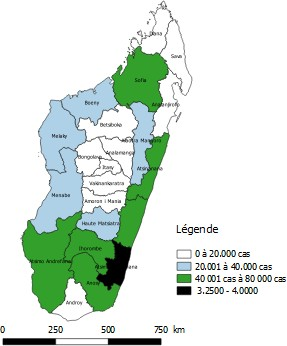 Diana
Sava
Sofia
Boeny
Analanjirofo
Betsiboka
Melaky
Alaotra Mangoro
Analamanga
Bongolava
Itasy
Atsinanana
Vakinankaratra
Menabe
Amoron i Mania
Haute Matsiatra
Ihorombe
Atsimo Andrefana
Anosy
Androy
Légende
0 à 20.000 cas
20.001 à 40.000 cas
40 001 cas à 80 000 cas
3.2500 - 4.0000
0 250 500 750 km